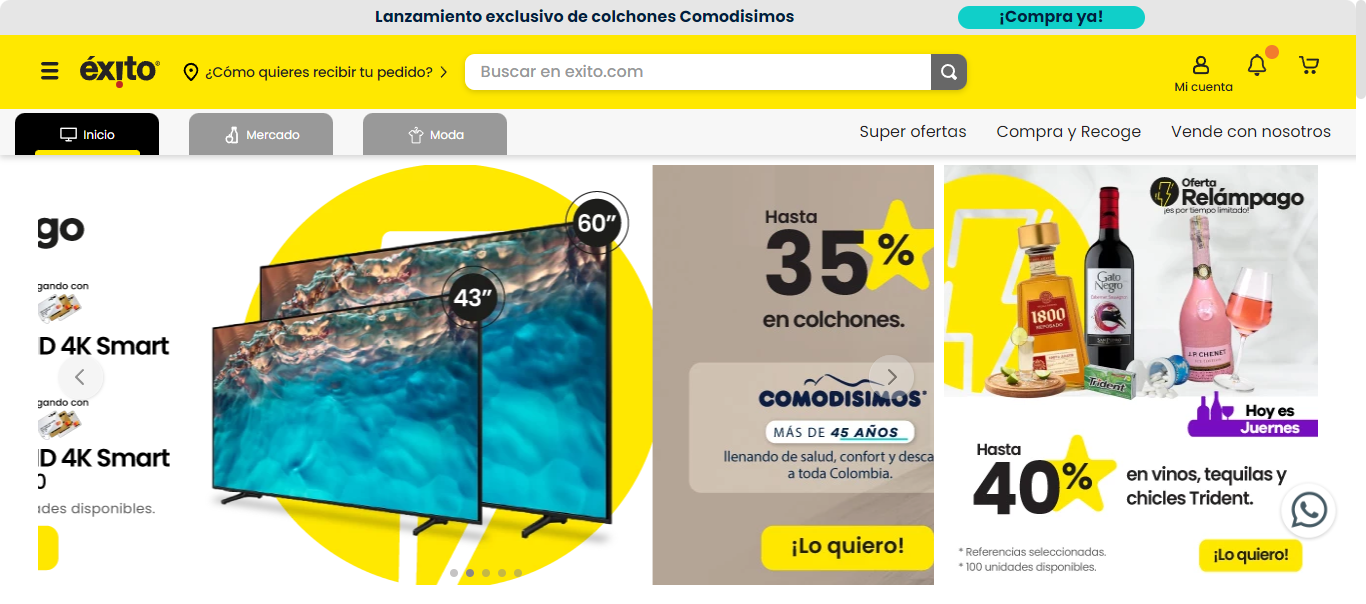 Lanzamiento exclusivo de colchones Comodisimos
¡Compra ya!
éxito
¿Cómo quieres recibir tu pedido?
Buscar en exito.com
Mi cuenta
Inicio
Mercado
Moda
Super ofertas
Compra y Recoge
Vende con nosotros
go
gando con
D 4K Smart
gando con
D 4K Smart
0
ades disponibles.
60”
43”
Hasta
35%
en colchones.
COMODISIMOS
MÁS DE 45 AÑOS
llenando de salud, confort y desca
a toda Colombia.
¡Lo quiero!
Oferta
Relámpago
¡es por tiempo limitado!
1800
REPOSADO
Gato
Negro
Cabernet Sauvignon
J.P. CHENET
Trident
Hoy es
Juernes
Hasta
40%
en vinos, tequilas y
chicles Trident.
* Referencias seleccionadas.
* 100 unidades disponibles.
¡Lo quiero!